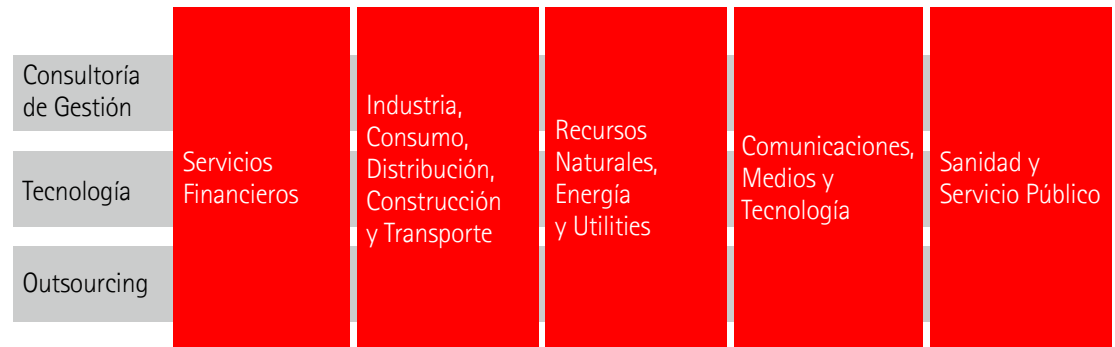 Consultoría
de Gestión
Tecnología
Outsourcing
Servicios
Financieros
Industria,
Consumo,
Distribución,
Construcción
y Transporte
Recursos
Naturales,
Energía
y Utilities
Comunicaciones,
Medios y
Tecnología
Sanidad y
Servicio Público